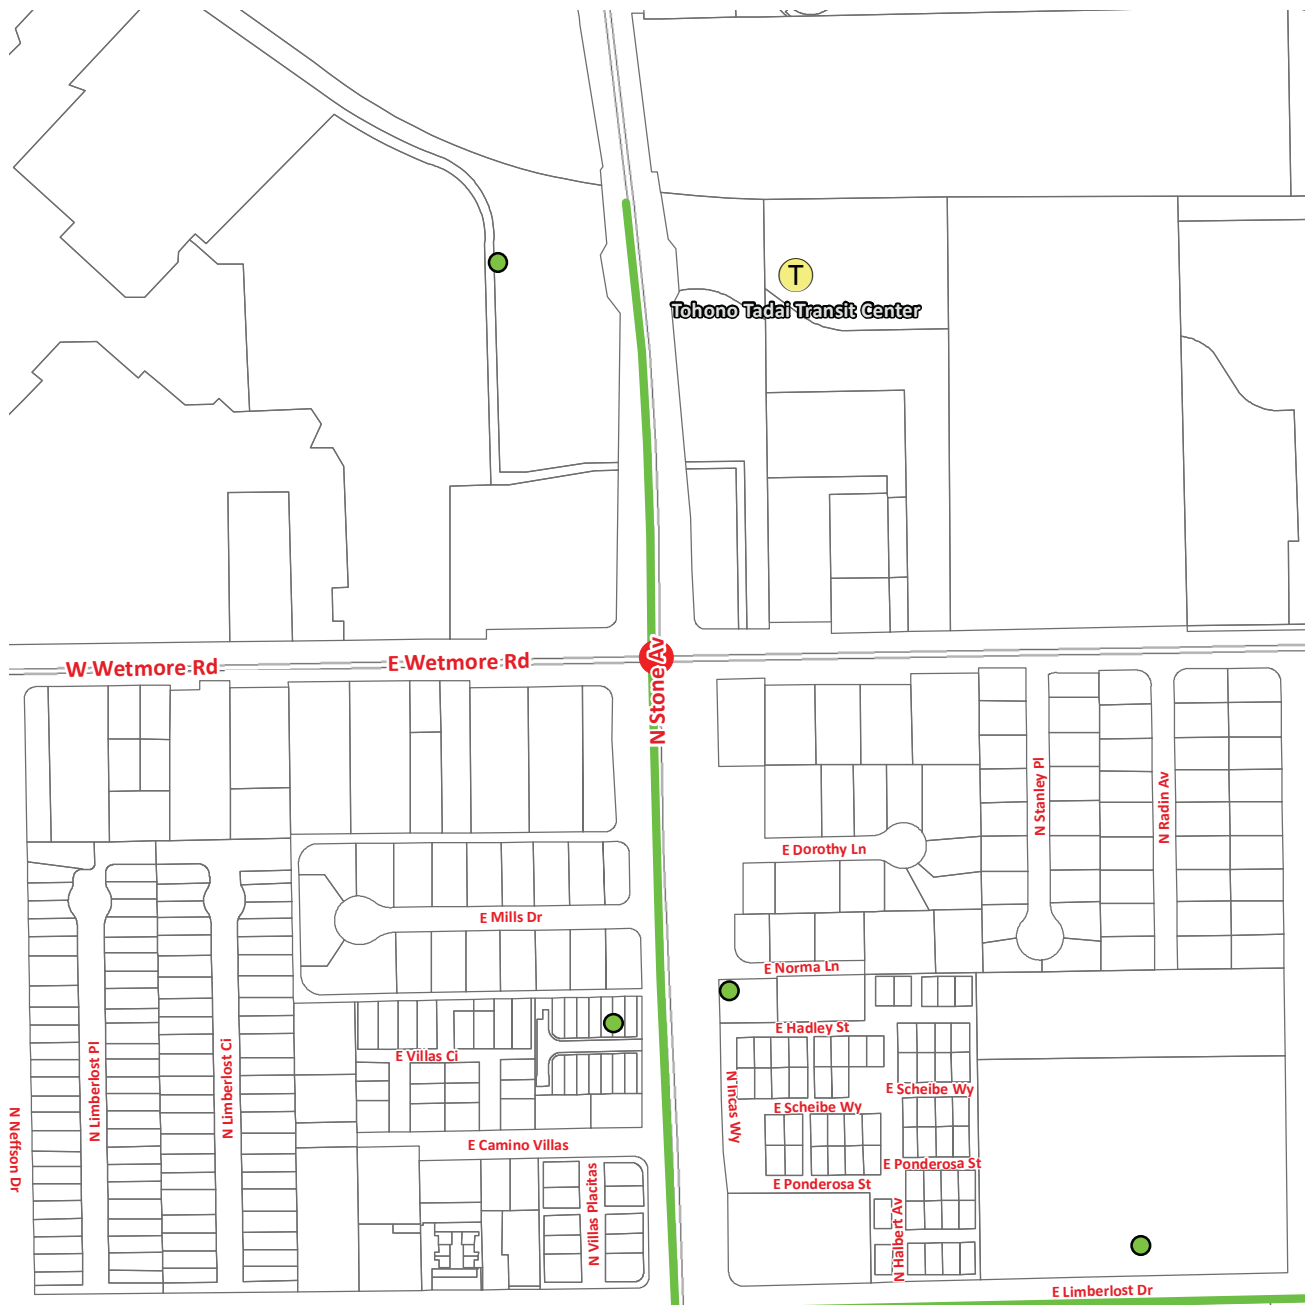 T
Tohono Tadai Transit Center
W Wetmore Rd
E Wetmore Rd
N Stone Av
N Stanley Pl
N Radin Av
E Dorothy Ln
E Mills Dr
E Norma Ln
E Hadley St
E Villas Ci
N Limberlost Pl
N Limberlost Ci
N Incas Wy
E Scheibe Wy
E Scheibe Wy
N Neffson Dr
E Camino Villas
E Ponderosa St
E Ponderosa St
N Villas Placitas
N Halbert Av
E Limberlost Dr